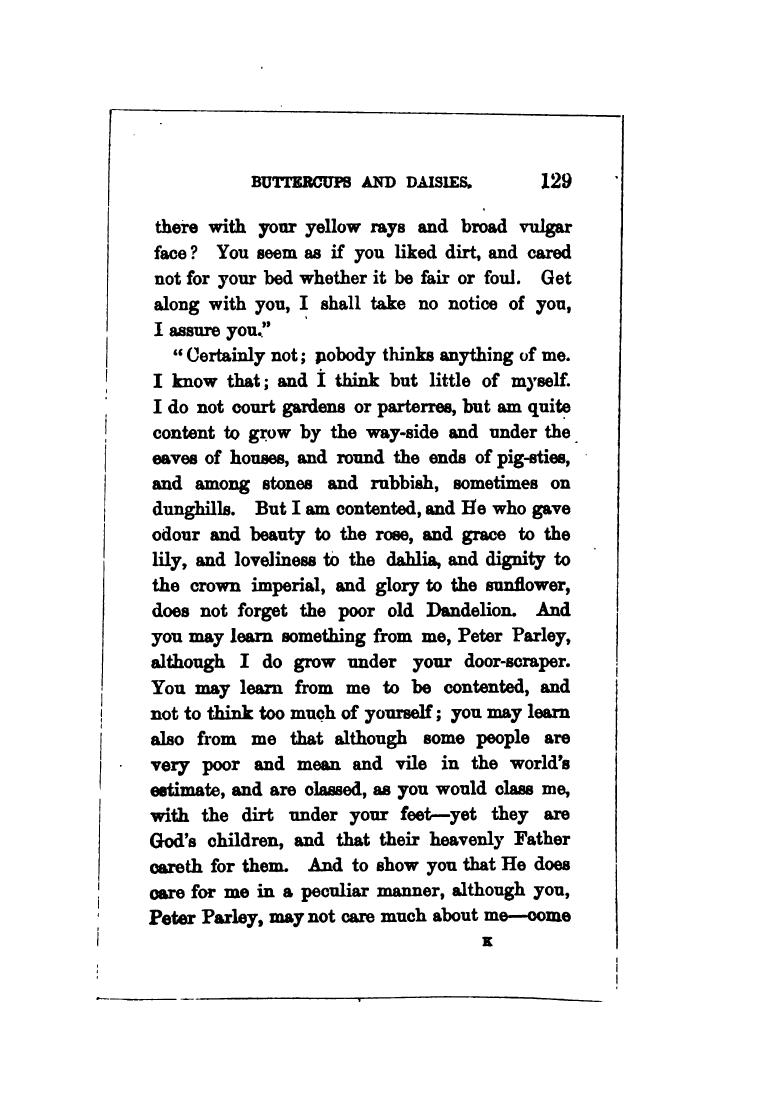 BUTTERCUPS AND DAISIES. 129
there with your yellow rays and broad vulgar
face? You seem as if you liked dirt, and cared
not for your bed whether it be fair or foul. Get
along with you, I shall take no notice of you,
I assure you."
"Certainly not; nobody thinks anything of me.
I know that; and I think but little of myself.
I do not court gardens or parterres, but am quite
content to grow by the way-side and under the
eaves of houses, and round the ends of pig-sties,
and among stones and rubbish, sometimes on
dunghills. But I am contented, and He who gave
odour and beauty to the rose, and grace to the
lily, and loveliness to the dahlia, and dignity to
the crown imperial, and glory to the sunflower,
does not forget the poor old Dandelion. And
you may learn something from me, Peter Parley,
although I do grow under your door-scraper.
You may learn from me to be contented, and
not to think too much of yourself; you may learn
also from me that although some people are
very poor and mean and vile in the world's
estimate, and are classed, as you would class me,
with the dirt under your feet—yet they are
God's children, and that their heavenly Father
careth for them. And to show you that He does
care for me in a peculiar manner, although you,
Peter Parley, may not care much about me—come
K